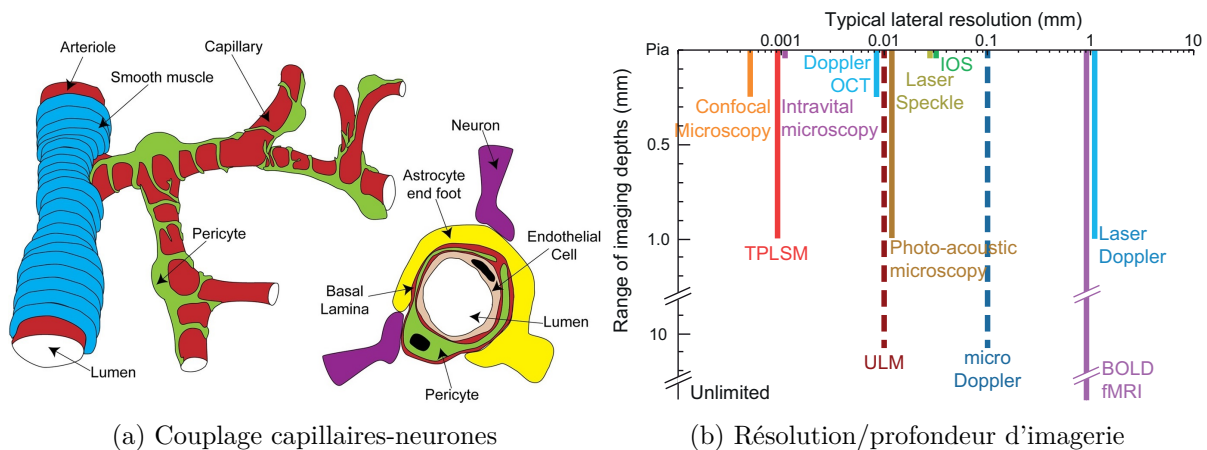 Arteriole
Capillary
Smooth muscle
Neuron
Astrocyte
end foot
Pericyte
Endothelial
Cell
Basal
Lamina
Lumen
Lumen
Pericyte
(a) Couplage capillaires-neurones
Typical lateral resolution (mm)
0.001
0.01
0.1
1
10
Pia
Range of imaging depths (mm)
0.5
1.0
10
Unlimited
Confocal
Microscopy
TPLSM
Intravital
microscopy
Doppler
OCT
ULM
Photo-acoustic
microscopy
Laser
Speckle
IOS
micro
Doppler
BOLD
fMRI
Laser
Doppler
(b) Résolution/profondeur d'imagerie